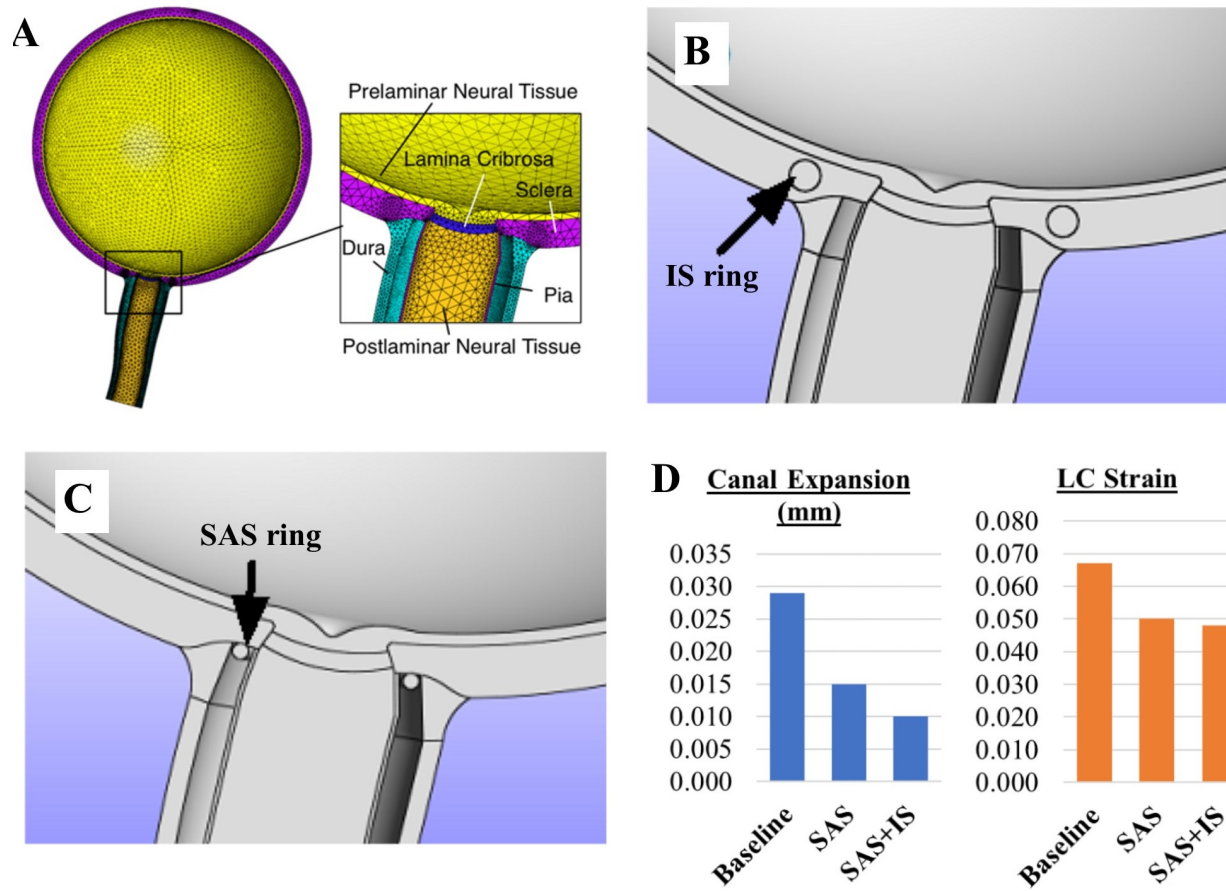 A
Prelaminar Neural Tissue
Lamina Cribrosa
Sclera
Dura
Pia
Postlaminar Neural Tissue
B
IS ring
C
SAS ring
D
Canal Expansion
(mm)
0.035
0.030
0.025
0.020
0.015
0.010
0.005
0.000
Baseline
SAS
SAS+IS
LC Strain
0.080
0.070
0.060
0.050
0.040
0.030
0.020
0.010
0.000
Baseline
SAS
SAS+IS